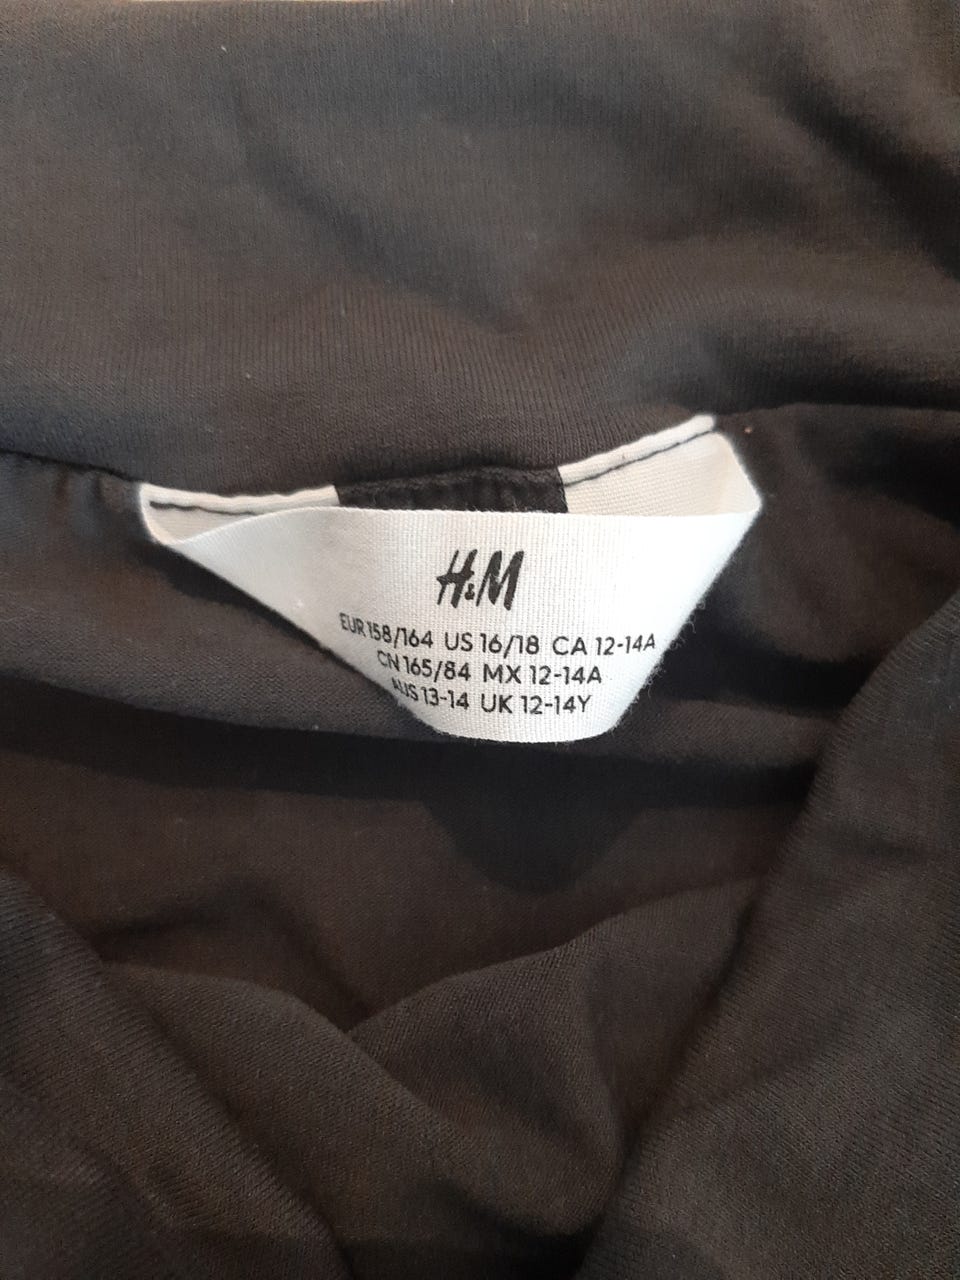 H&M
EUR 158/164 US 16/18 CA 12-14A
CN 165/84 MX 12-14A
AUS 13-14 UK 12-14Y